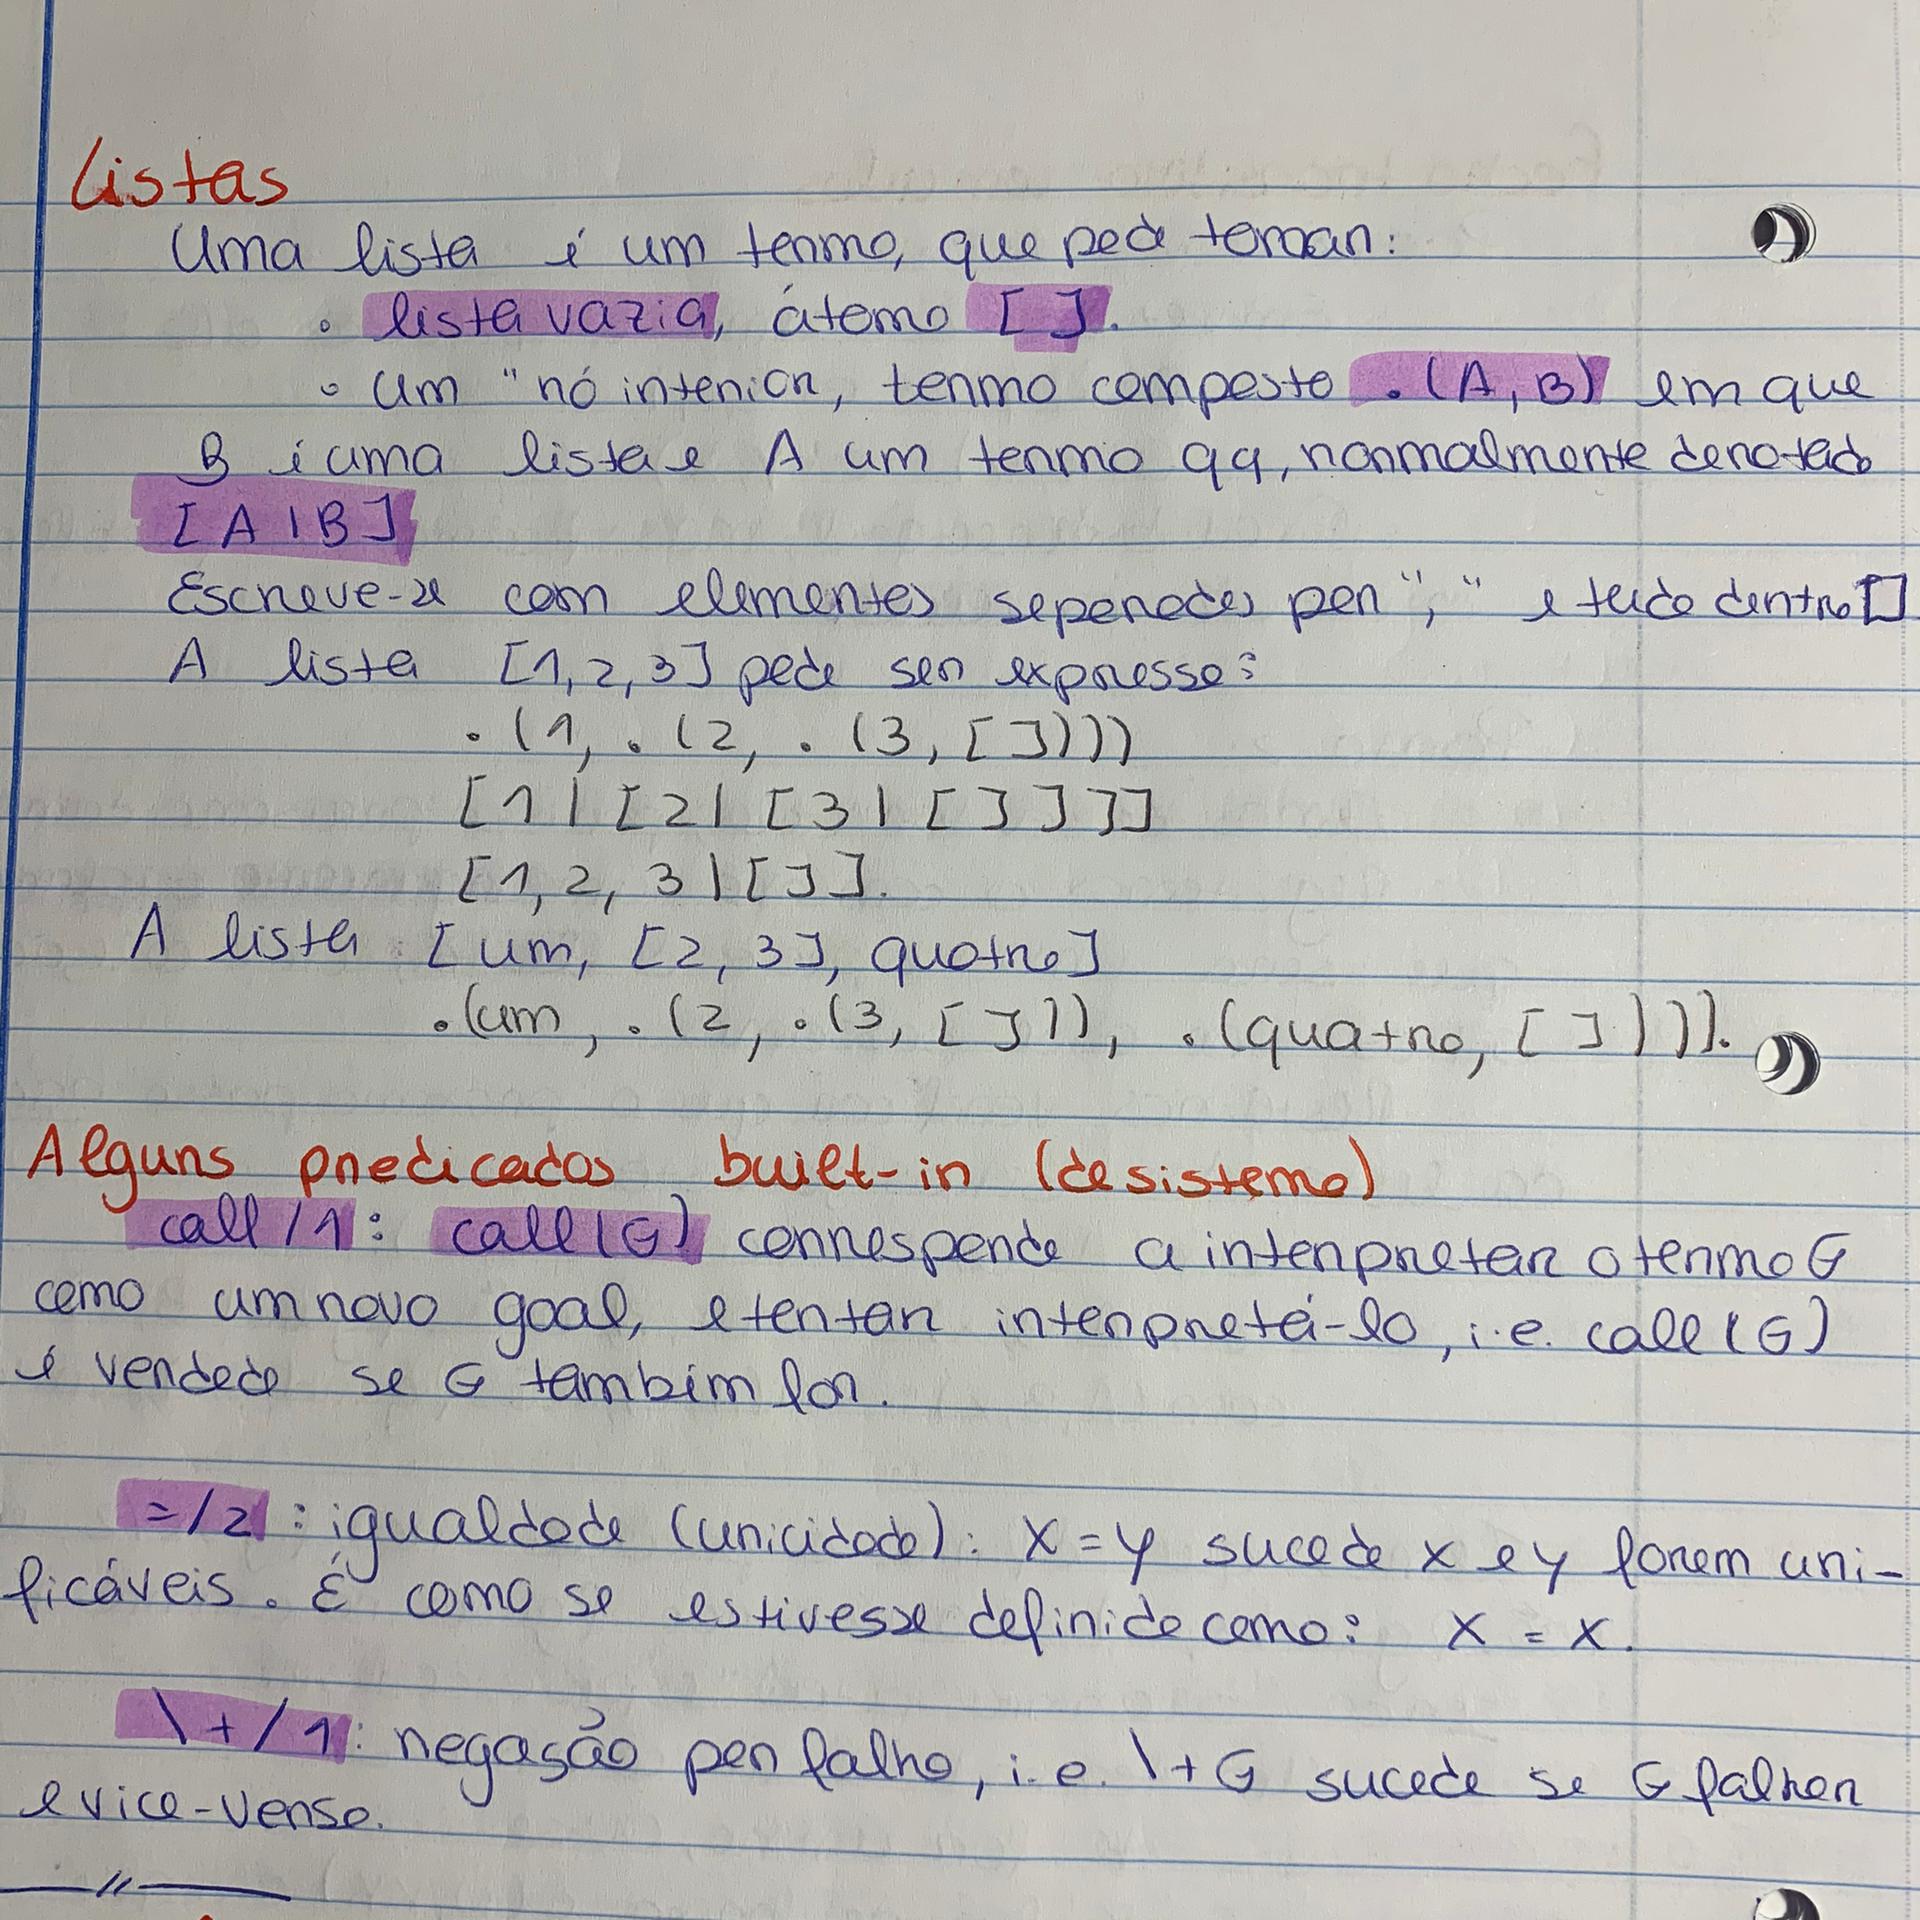 Listas
Uma lista é um termo, que pode tomar:
◦ lista vazia, átomo [ ].
◦ Um "nó interior, termo composto .(A, B) em que
B é uma lista e A um termo qq, normalmente denotado
[A|B]
Escreve-se com elementos separados por "," e tudo dentro []
A lista [1,2,3] pode ser expressa:
.(1, .(2, .(3, [ ])))
[1| [2| [3| [ ] ] ]]
[1, 2, 3|[ ]].
A lista: [um, [2, 3], quatro]
.(um, .(2, .(3, [ ])), .(quatro, [ ]))).
Alguns predicados built-in (de sistema)
call/1: call(G) corresponde a interpretar o termo G
como um novo goal, e tentar interpretá-lo, i.e. call(G)
é verdade se G também for.
=/2 : igualdade (unicidade): X=Y sucede x e y forem uni-
ficáveis. É como se estivesse definido como: X = X.
\+/1: negação por falha, i.e. \+G sucede se G falhar
e vice-versa.